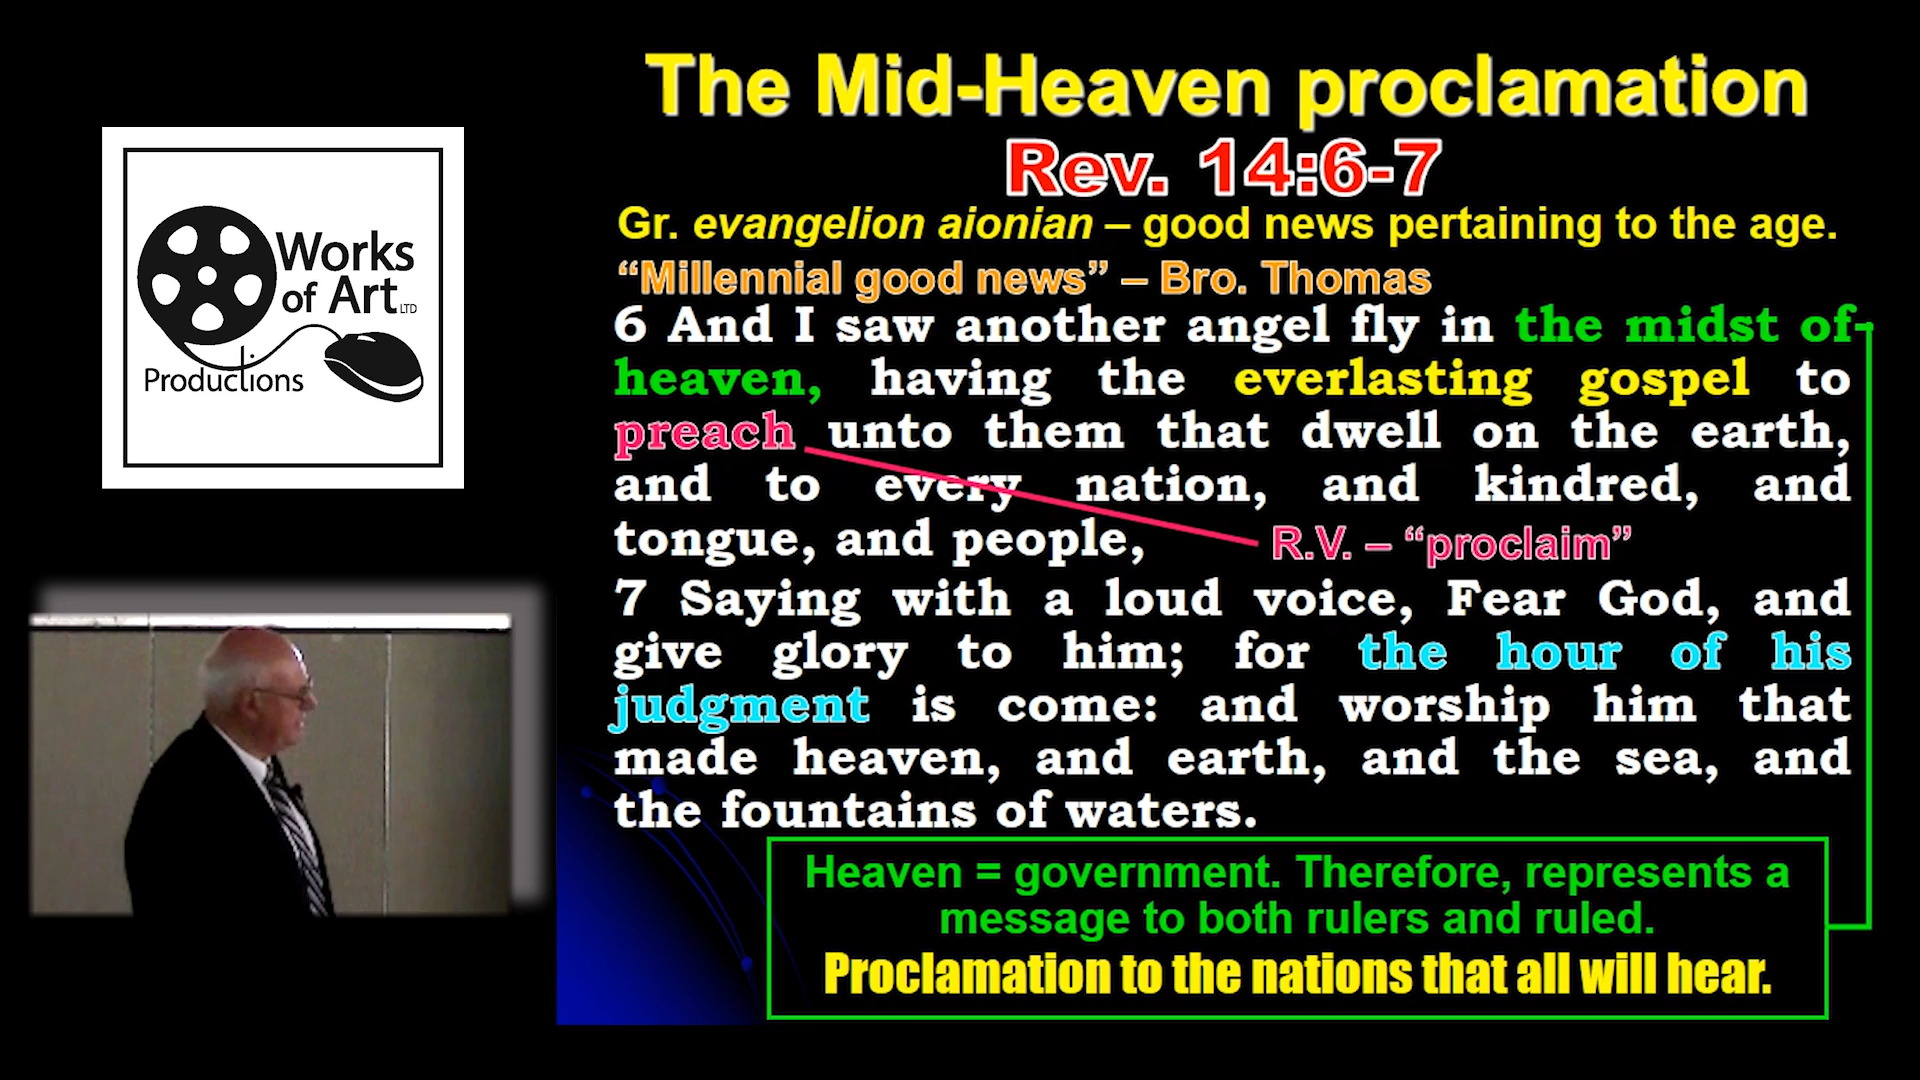 The Mid-Heaven proclamation
Rev. 14:6-7
Gr. evangelion aionian – good news pertaining to the age.
“Millennial good news” – Bro. Thomas
6 And I saw another angel fly in the midst of
heaven, having the everlasting gospel to
preach unto them that dwell on the earth,
and to every nation, and kindred, and
tongue, and people,
R.V. – “proclaim”
7 Saying with a loud voice, Fear God, and
give glory to him; for the hour of his
judgment is come: and worship him that
made heaven, and earth, and the sea, and
the fountains of waters.
Heaven = government. Therefore, represents a
message to both rulers and ruled.
Proclamation to the nations that all will hear.
Works
of Art LTD
Productions